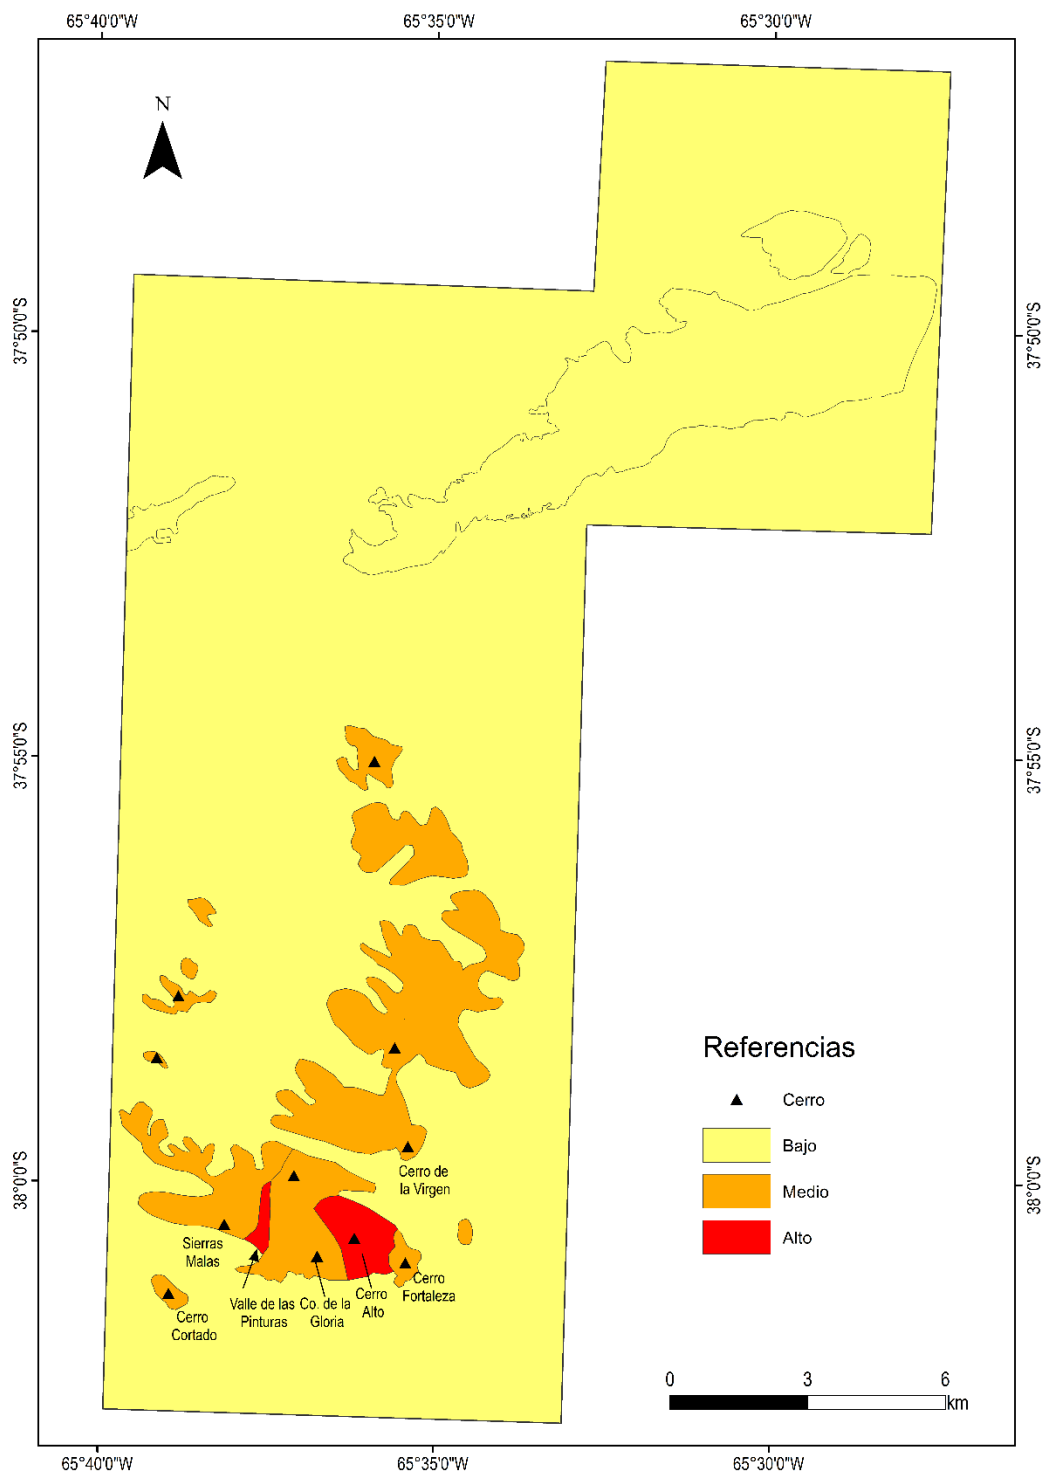 65°40'0"W
65°35'0"W
65°30'0"W
N
37°50'0"S
37°50'0"S
37°55'0"S
37°55'0"S
Referencias
Cerro
Bajo
Medio
Alto
Cerro de
la Virgen
38°0'0"S
38°0'0"S
Sierras
Malas
Valle de las
Pinturas
Co. de la
Gloria
Cerro
Alto
Cerro
Fortaleza
Cerro
Cortado
0
3
6
km
65°40'0"W
65°35'0"W
65°30'0"W